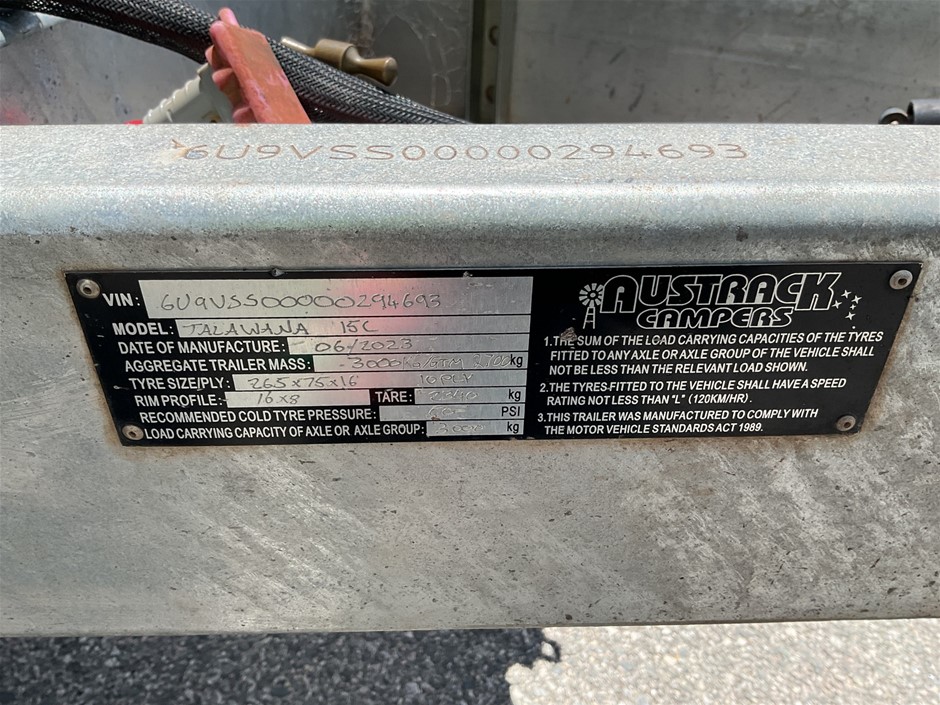 6U9VSS00000294693
VIN: 6U9VSS00000294693
MODEL: TALAWANA 15C
DATE OF MANUFACTURE: 06/2023
AGGREGATE TRAILER MASS: 3000KG/GTM 2700 kg
TYRE SIZE/PLY: 265x75x16 10PLY
RIM PROFILE: 16x8 TARE: kg
RECOMMENDED COLD TYRE PRESSURE: PSI
LOAD CARRYING CAPACITY OF AXLE OR AXLE GROUP: kg
AUSTRACK
CAMPERS
1.THE SUM OF THE LOAD CARRYING CAPACITIES OF THE TYRES
FITTED TO ANY AXLE OR AXLE GROUP OF THE VEHICLE SHALL
NOT BE LESS THAN THE RELEVANT LOAD SHOWN.
2.THE TYRES-FITTED TO THE VEHICLE SHALL HAVE A SPEED
RATING NOT LESS THAN "L" (120KM/HR).
3.THIS TRAILER WAS MANUFACTURED TO COMPLY WITH
THE MOTOR VEHICLE STANDARDS ACT 1989.